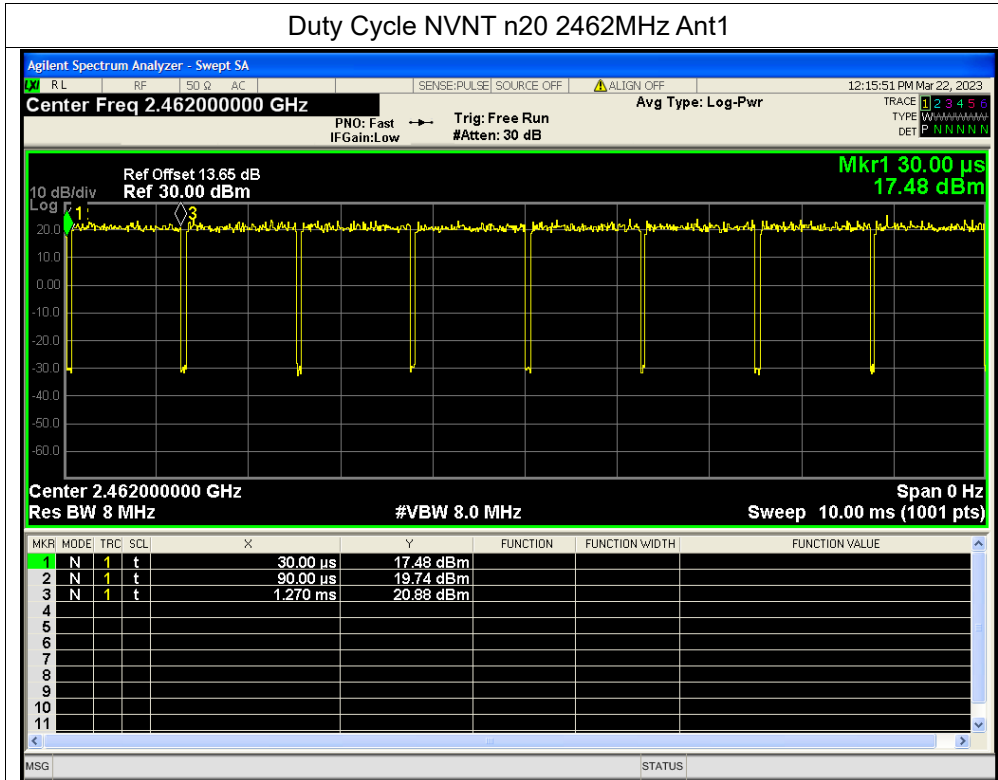 Duty Cycle NVNT n20 2462MHz Ant1
Agilent Spectrum Analyzer - Swept SA
LXI RL RF 50 Ω AC SENSE:PULSE SOURCE OFF ALIGN OFF 12:15:51 PM Mar 22, 2023
Center Freq 2.462000000 GHz Avg Type: Log-Pwr TRACE 1 2 3 4 5 6
PNO: Fast Trig: Free Run TYPE WWWWWW
IFGain:Low #Atten: 30 dB DET P N N N N N
Mkr1 30.00 µs
Ref Offset 13.65 dB
10 dB/div Ref 30.00 dBm 17.48 dBm
Log
1 3
20.0
10.0
0.00
-10.0
-20.0
-30.0
-40.0
-50.0
-60.0
Center 2.462000000 GHz Span 0 Hz
Res BW 8 MHz #VBW 8.0 MHz Sweep 10.00 ms (1001 pts)
MKR MODE TRC SCL X Y FUNCTION FUNCTION WIDTH FUNCTION VALUE
1 N 1 t 30.00 µs 17.48 dBm
2 N 1 t 90.00 µs 19.74 dBm
3 N 1 t 1.270 ms 20.88 dBm
4
5
6
7
8
9
10
11
MSG STATUS